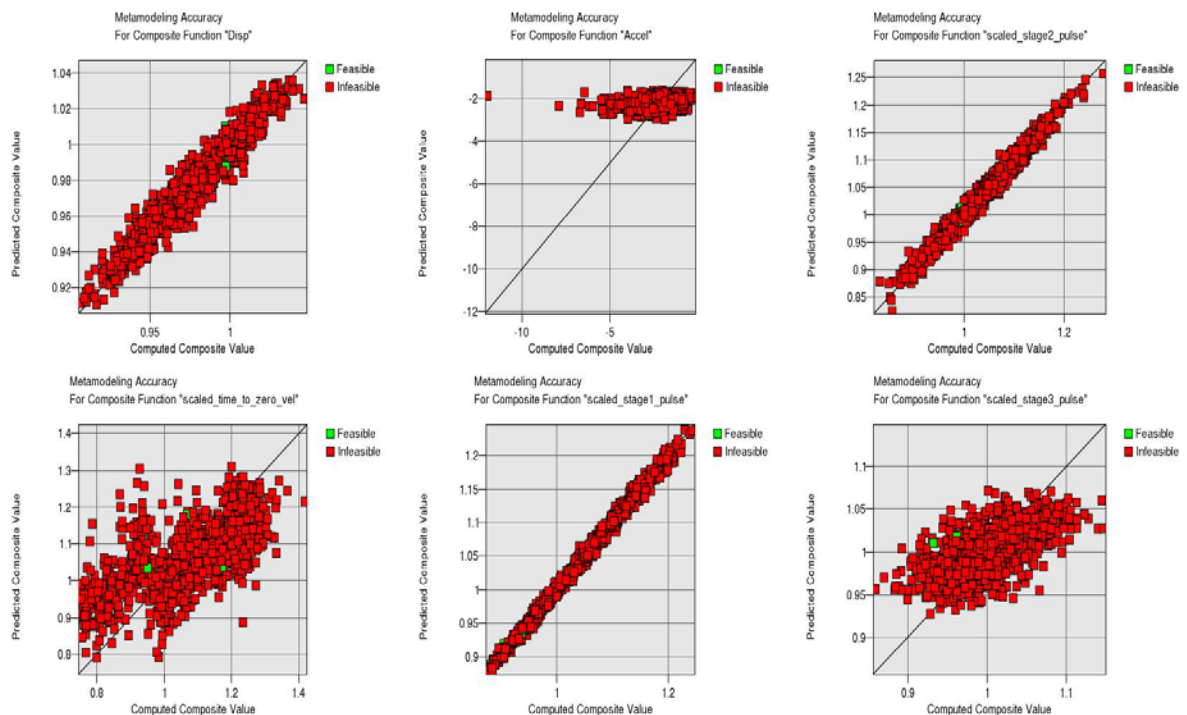 Metamodeling Accuracy
For Composite Function "Disp"
Feasible
Infeasible
1.04
1.02
1
0.98
0.96
0.94
0.92
0.95
1
Predicted Composite Value
Computed Composite Value
Metamodeling Accuracy
For Composite Function "Accel"
Feasible
Infeasible
-2
-4
-6
-8
-10
-12
-10
-5
Predicted Composite Value
Computed Composite Value
Metamodeling Accuracy
For Composite Function "scaled_stage2_pulse"
Feasible
Infeasible
1.25
1.2
1.15
1.1
1.05
1
0.95
0.9
0.85
1
1.2
Predicted Composite Value
Computed Composite Value
Metamodeling Accuracy
For Composite Function "scaled_time_to_zero_vel"
Feasible
Infeasible
1.4
1.3
1.2
1.1
1
0.9
0.8
0.8
1
1.2
1.4
Predicted Composite Value
Computed Composite Value
Metamodeling Accuracy
For Composite Function "scaled_stage1_pulse"
Feasible
Infeasible
1.2
1.15
1.1
1.05
1
0.95
0.9
1
1.2
Predicted Composite Value
Computed Composite Value
Metamodeling Accuracy
For Composite Function "scaled_stage3_pulse"
Feasible
Infeasible
1.1
1.05
1
0.95
0.9
0.9
1
1.1
Predicted Composite Value
Computed Composite Value